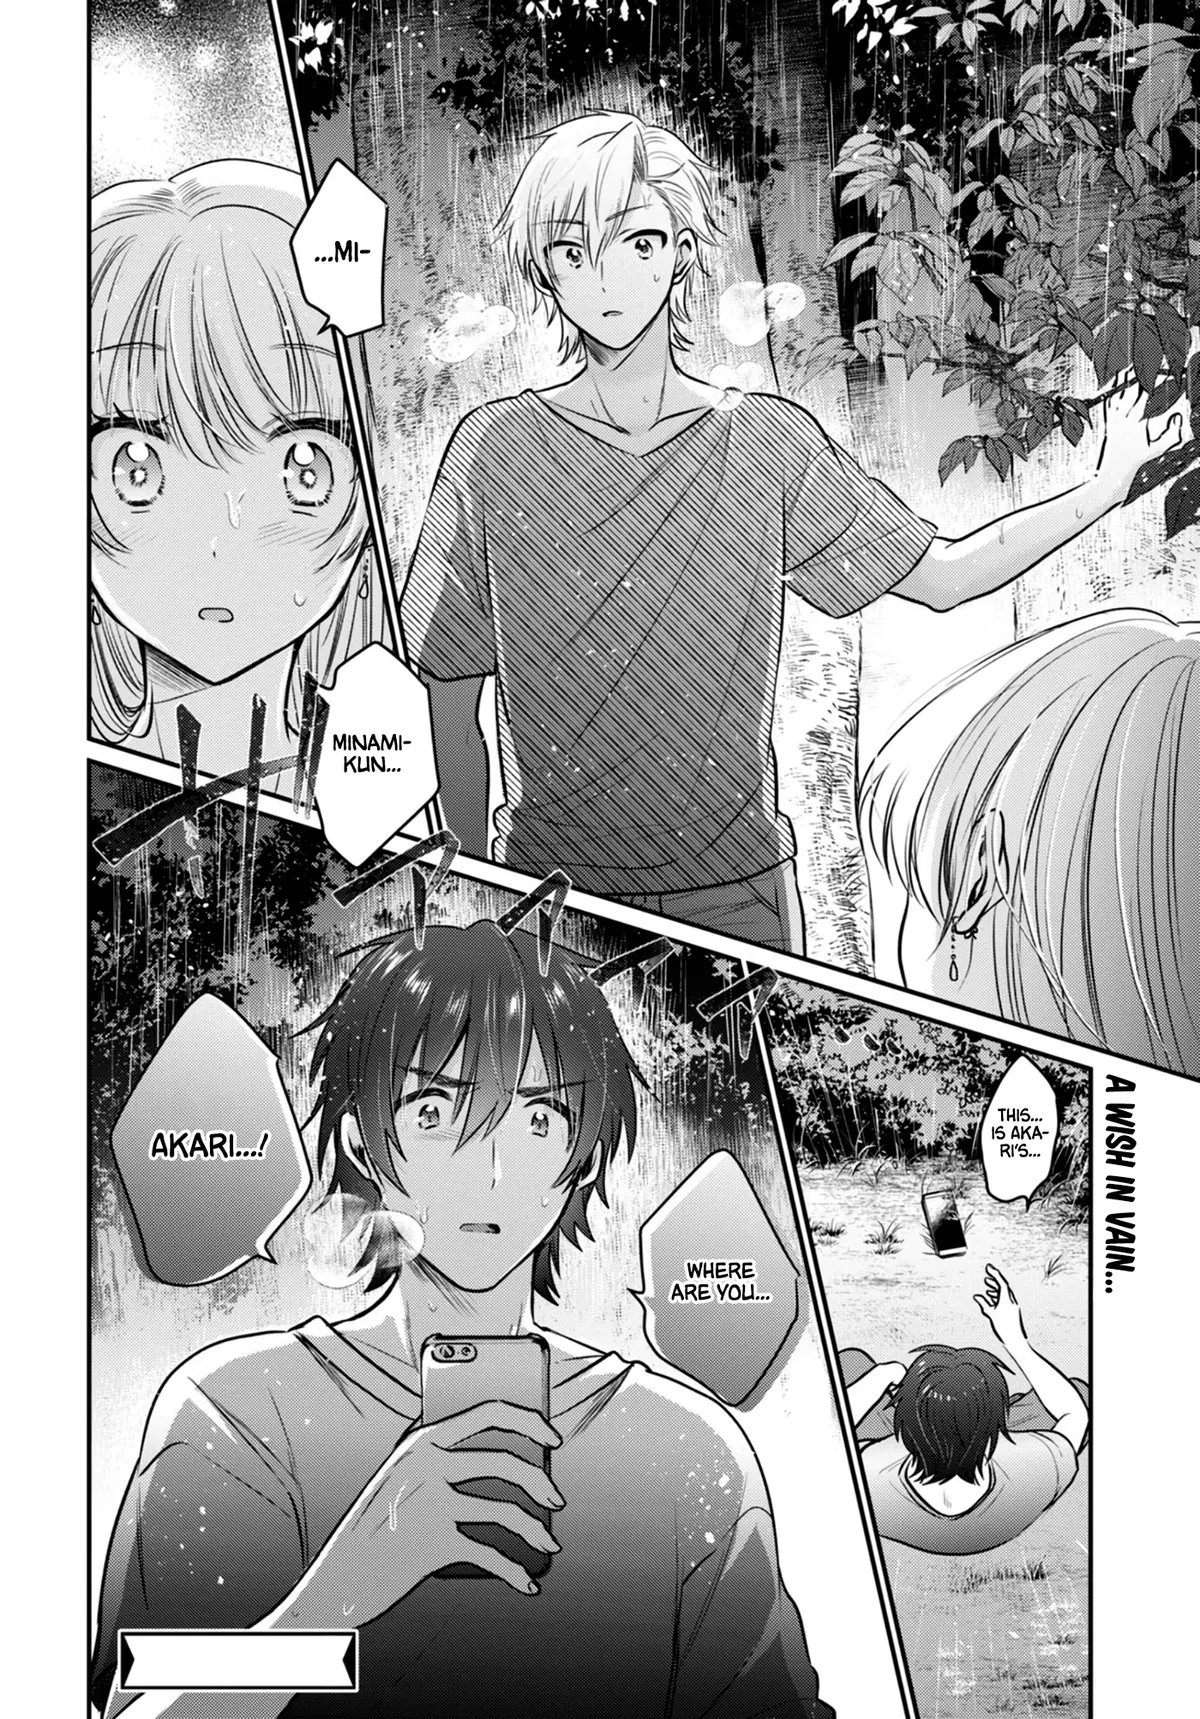 ...MI-
MINAMI-
KUN...
THIS...
IS AKA-
RI'S...
A WISH IN VAIN...
WHERE
ARE YOU...
AKARI...!